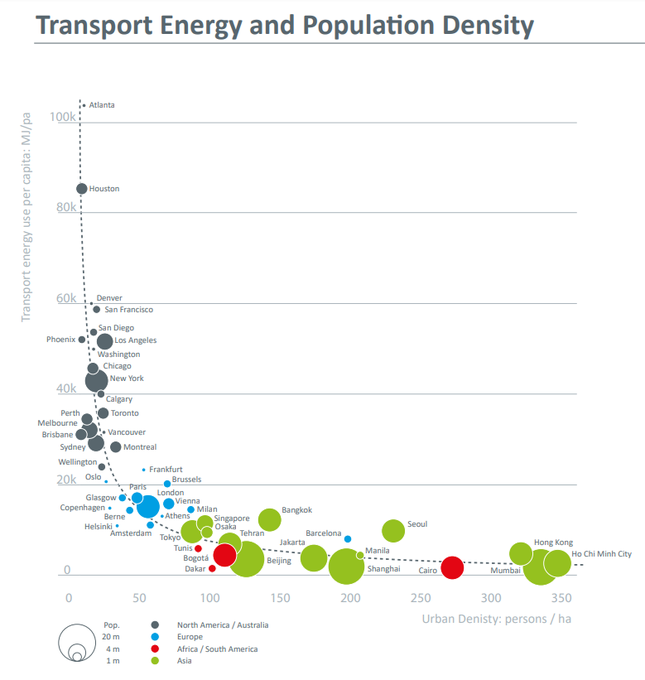 Transport Energy and Population Density
Transport energy use per capita: MJ/pa
100k
80k
60k
40k
20k
0
Atlanta
Houston
Denver
San Francisco
San Diego
Phoenix
Los Angeles
Washington
Chicago
New York
Calgary
Perth
Toronto
Melbourne
Brisbane
Vancouver
Sydney
Montreal
Wellington
Frankfurt
Oslo
Brussels
Paris
London
Glasgow
Vienna
Copenhagen
Milan
Berne
Athens
Singapore
Bangkok
Helsinki
Osaka
Seoul
Amsterdam
Tokyo
Tehran
Barcelona
Jakarta
Hong Kong
Tunis
Manila
Ho Chi Minh City
Bogotá
Beijing
Dakar
Shanghai
Cairo
Mumbai
0 50 100 150 200 250 300 350
Urban Denisty: persons / ha
Pop.
20 m
4 m
1 m
North America / Australia
Europe
Africa / South America
Asia